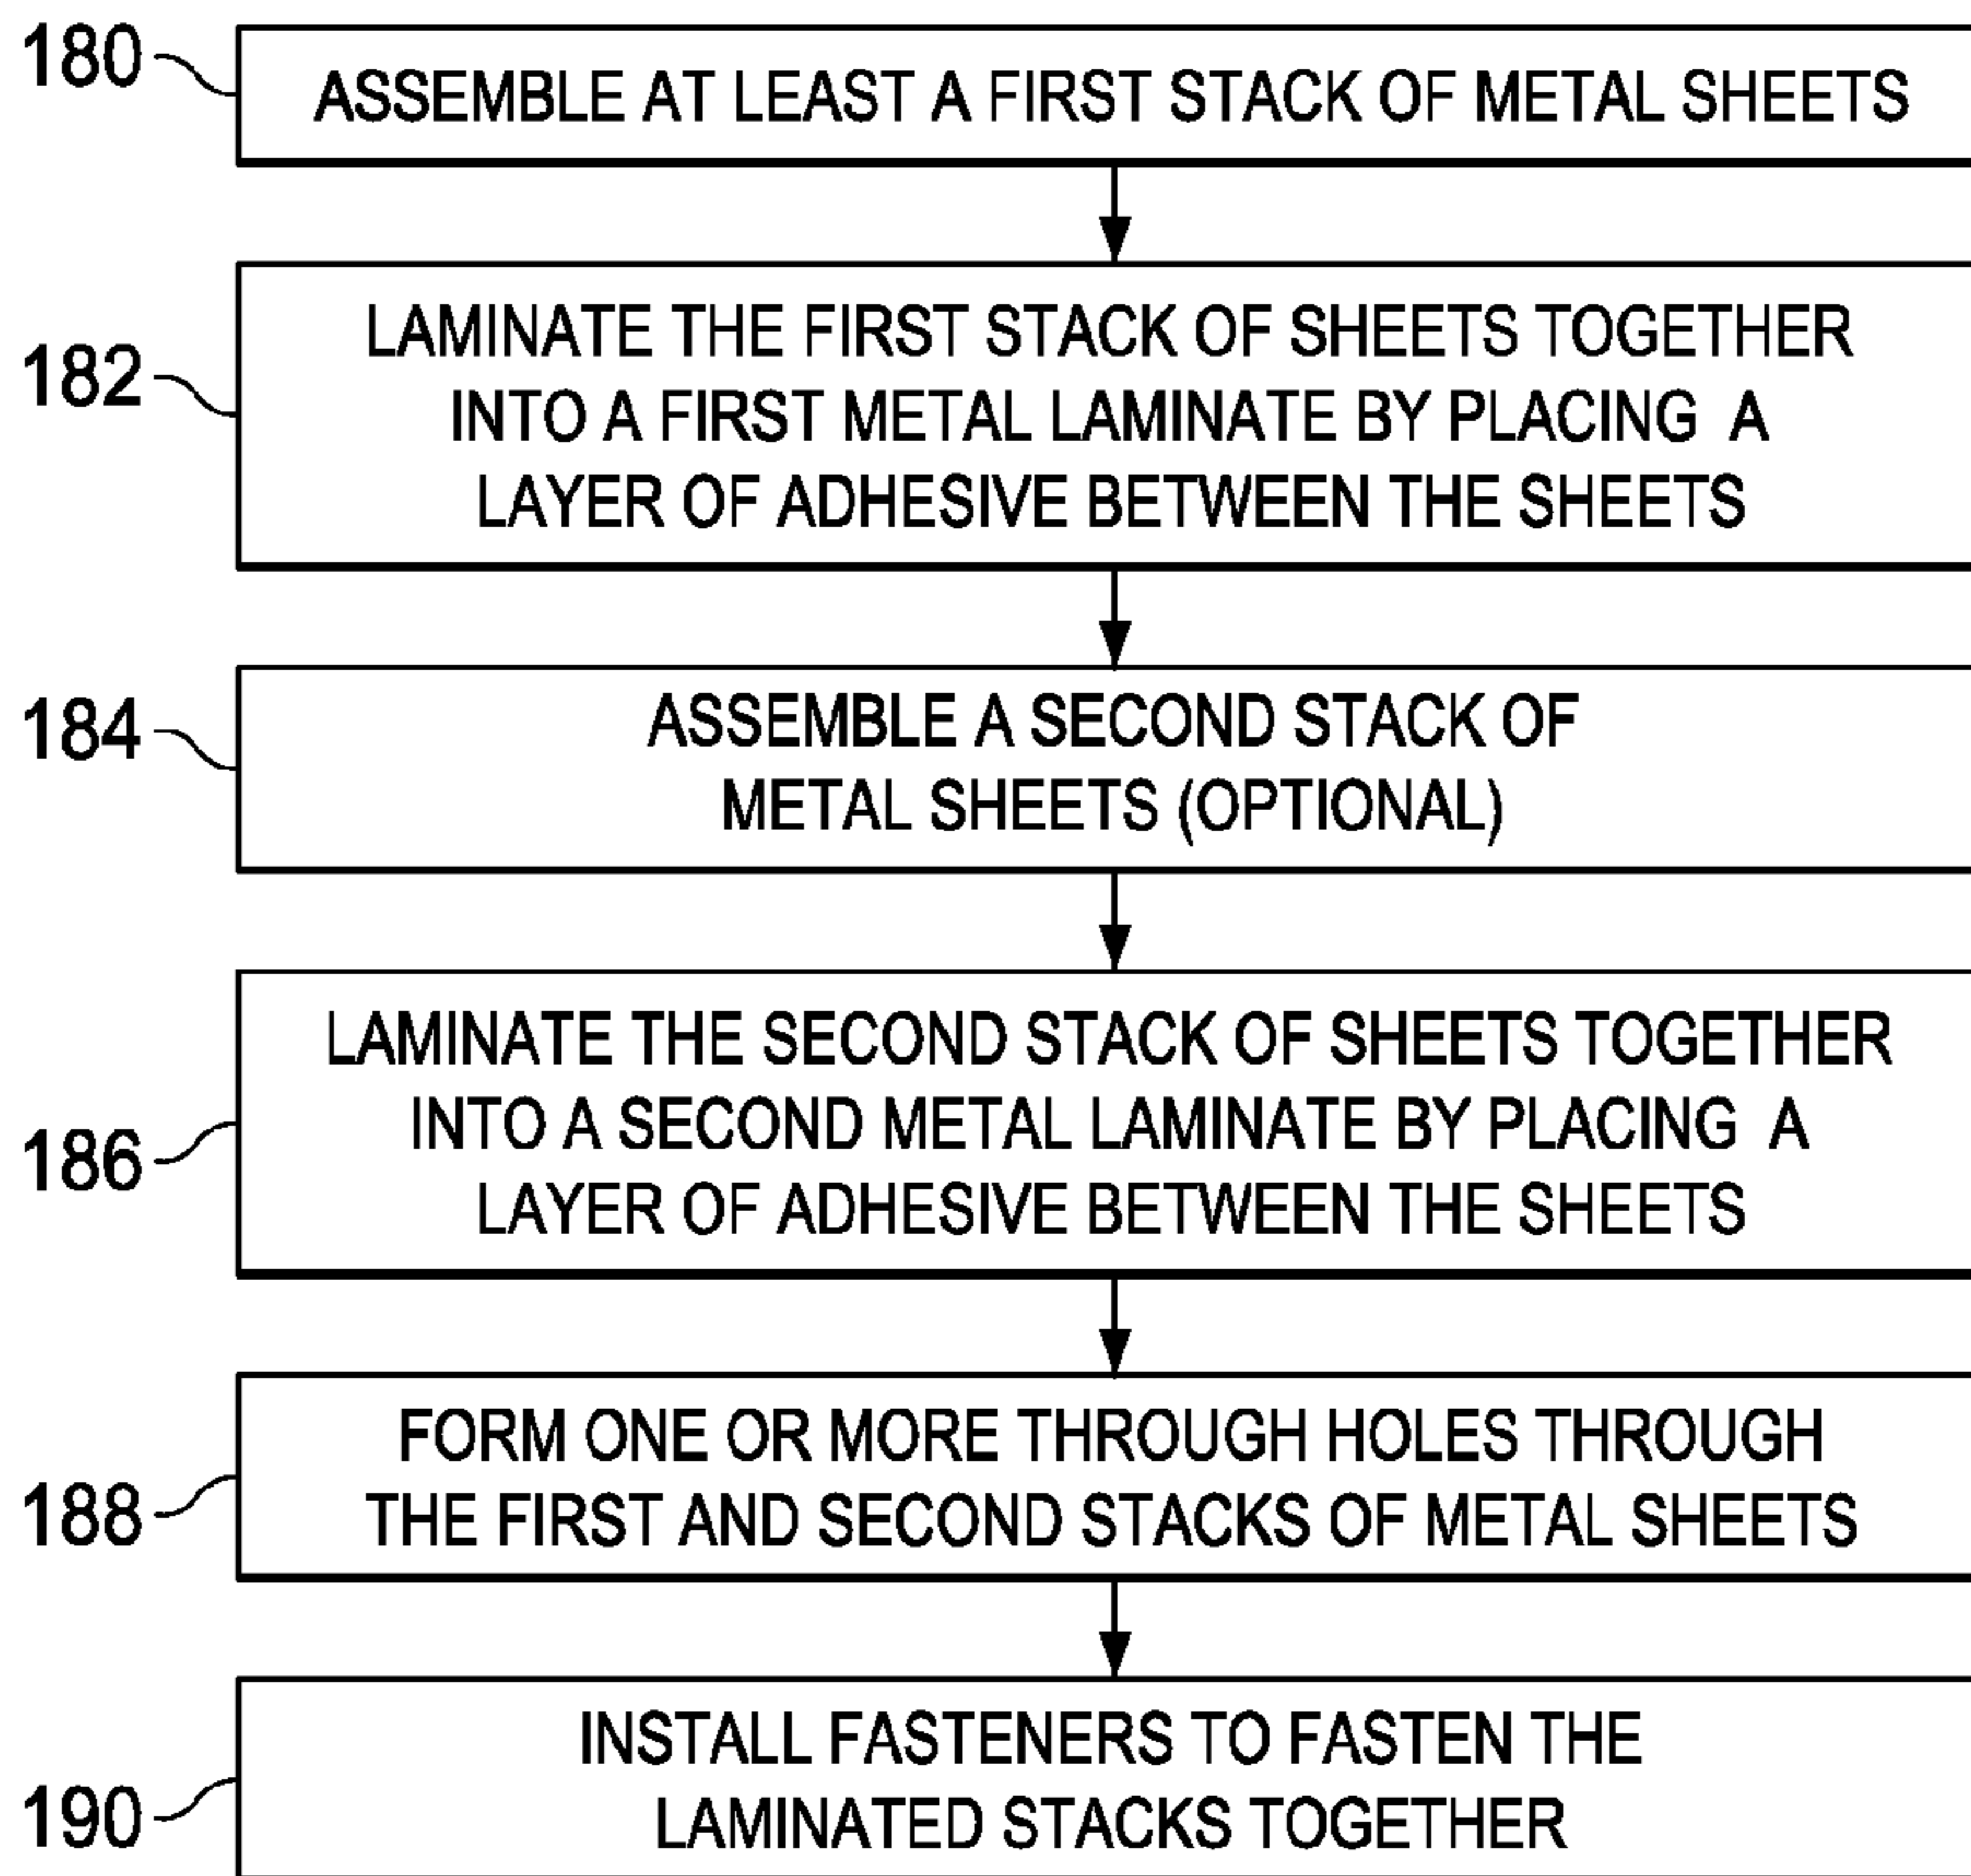 180
ASSEMBLE AT LEAST A FIRST STACK OF METAL SHEETS
182
LAMINATE THE FIRST STACK OF SHEETS TOGETHER
INTO A FIRST METAL LAMINATE BY PLACING A
LAYER OF ADHESIVE BETWEEN THE SHEETS
184
ASSEMBLE A SECOND STACK OF
METAL SHEETS (OPTIONAL)
186
LAMINATE THE SECOND STACK OF SHEETS TOGETHER
INTO A SECOND METAL LAMINATE BY PLACING A
LAYER OF ADHESIVE BETWEEN THE SHEETS
188
FORM ONE OR MORE THROUGH HOLES THROUGH
THE FIRST AND SECOND STACKS OF METAL SHEETS
190
INSTALL FASTENERS TO FASTEN THE
LAMINATED STACKS TOGETHER